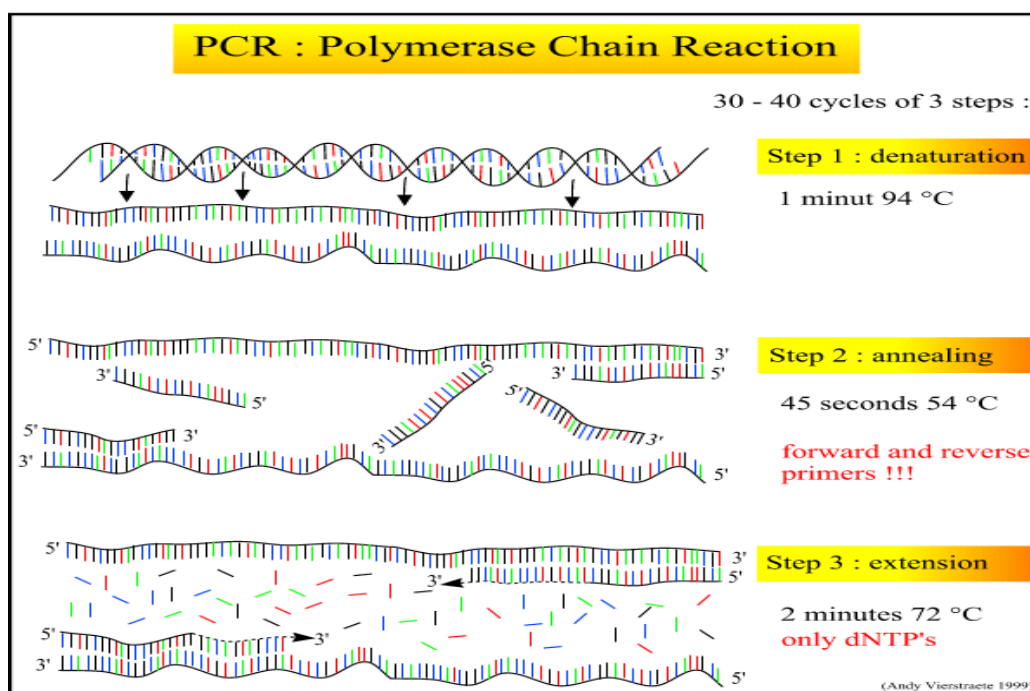 PCR : Polymerase Chain Reaction
30 - 40 cycles of 3 steps :
Step 1 : denaturation
1 minut 94 °C
5'
3'
Step 2 : annealing
3'
5'
3'
5'
5'
5'
45 seconds 54 °C
5'
3'
3'
3'
3'
forward and reverse
primers !!!
5'
5'
3'
Step 3 : extension
3'
5'
2 minutes 72 °C
5'
3'
only dNTP's
3'
5'
(Andy Vierstraete 1999)